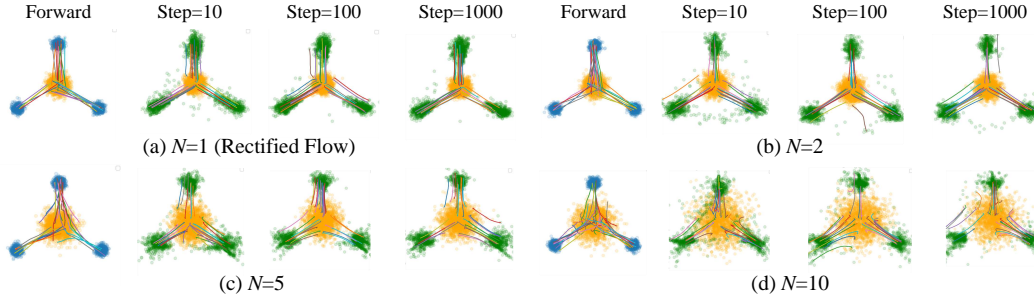 Forward Step=10 Step=100 Step=1000 Forward Step=10 Step=100 Step=1000
(a) N=1 (Rectified Flow) (b) N=2
(c) N=5 (d) N=10